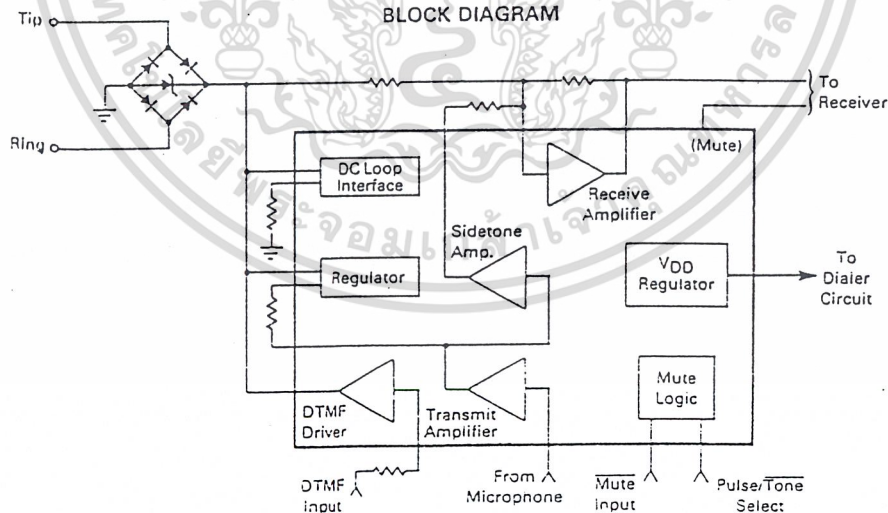 BLOCK DIAGRAM
Tip
Ring
To
Receiver
(Mute)
DC Loop
Interface
Receive
Amplifier
Sidetone
Amp.
Regulator
VDD
Regulator
To
Dialer
Circuit
Mute
Logic
DTMF
Driver
Transmit
Amplifier
DTMF
Input
From
Microphone
Mute
Input
Pulse/Tone
Select